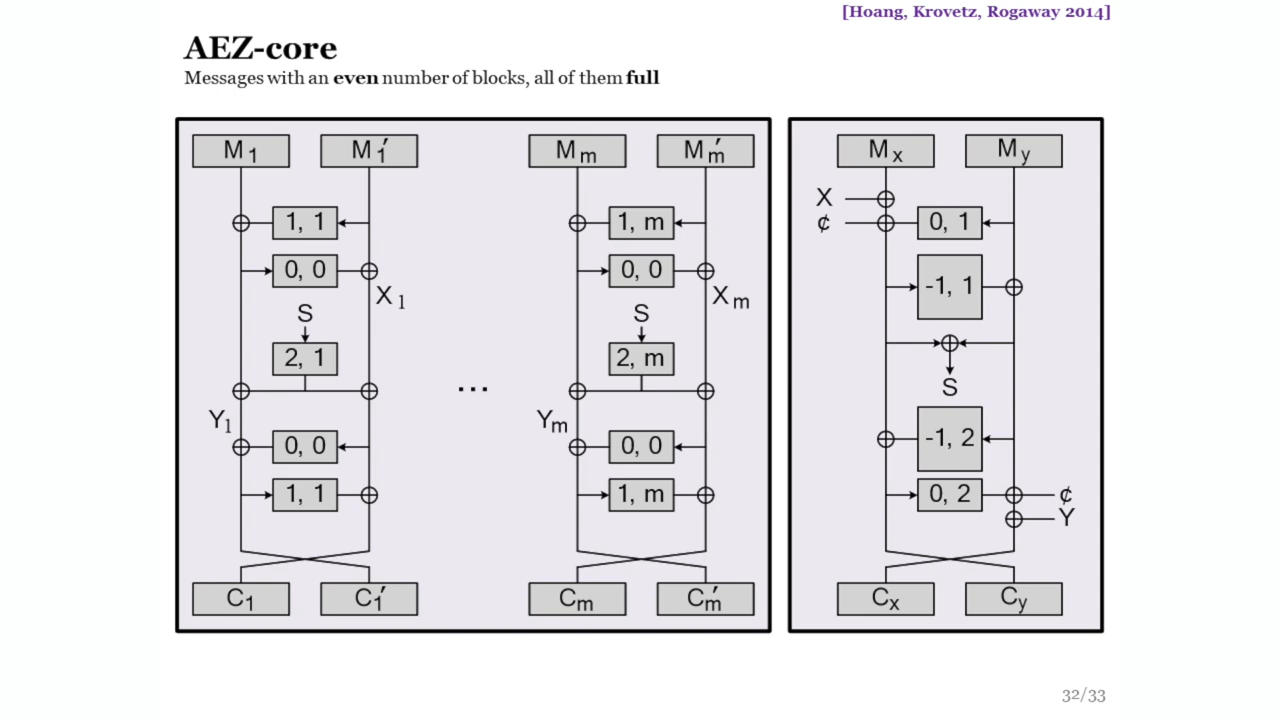 [Hoang, Krovetz, Rogaway 2014]
AEZ-core
Messages with an even number of blocks, all of them full
M1 M1′ Mm Mm′ Mx My
X
¢
1, 1 1, m 0, 1
0, 0 0, 0 -1, 1
X1 Xm
S S
2, 1 2, m
S
...
Y1 Ym
0, 0 0, 0 -1, 2
1, 1 1, m 0, 2 ¢
Y
C1 C1′ Cm Cm′ Cx Cy
32/33